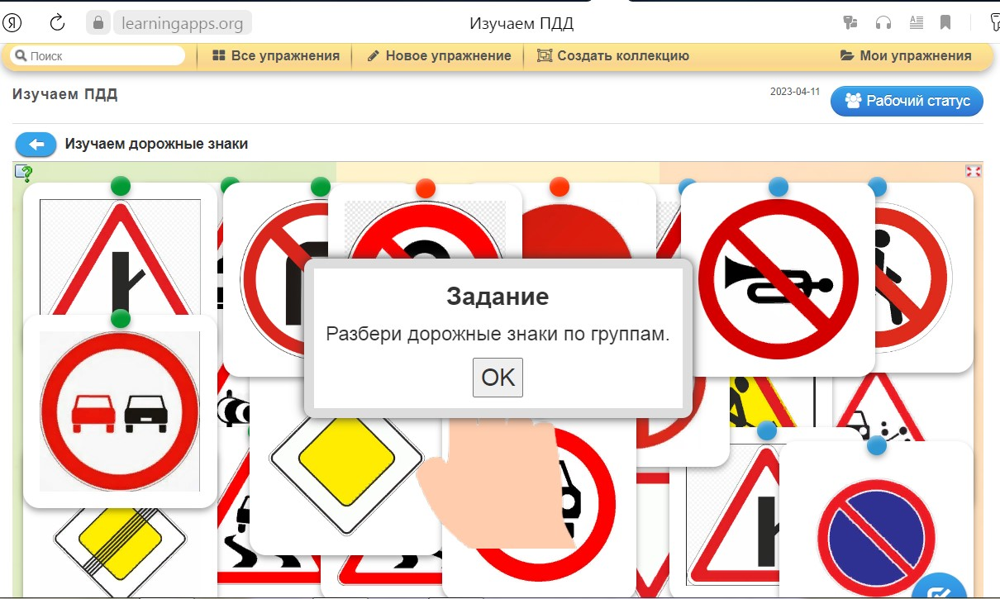 Я learningapps.org Изучаем ПДД
Поиск Все упражнения Новое упражнение Создать коллекцию Мои упражнения
Изучаем ПДД 2023-04-11 Рабочий статус
Изучаем дорожные знаки
Задание
Разбери дорожные знаки по группам.
OK